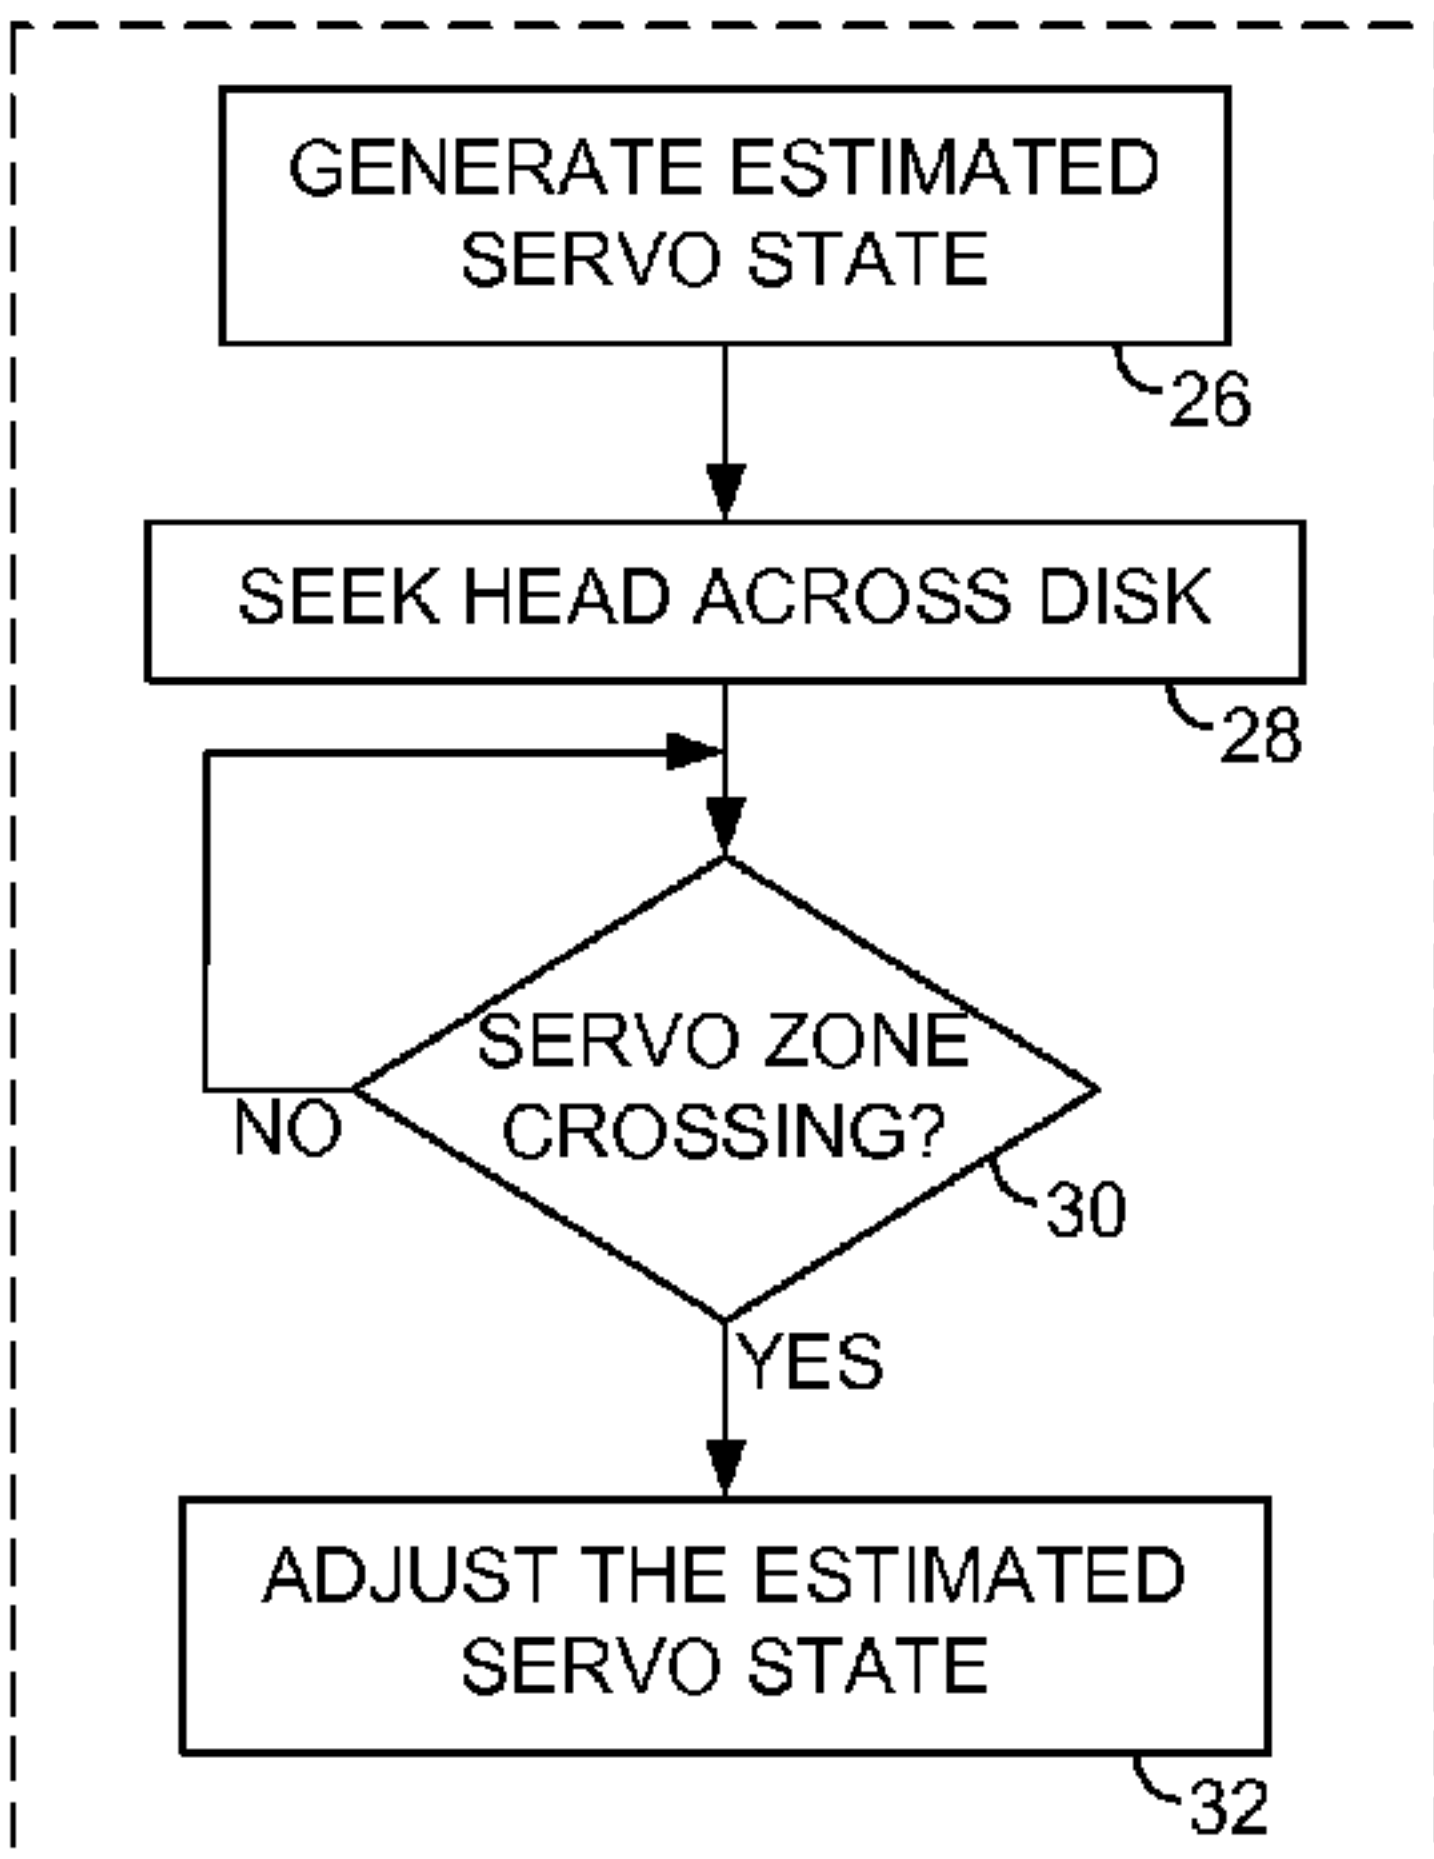 GENERATE ESTIMATED
SERVO STATE
26
SEEK HEAD ACROSS DISK
28
SERVO ZONE
CROSSING?
NO
30
YES
ADJUST THE ESTIMATED
SERVO STATE
32